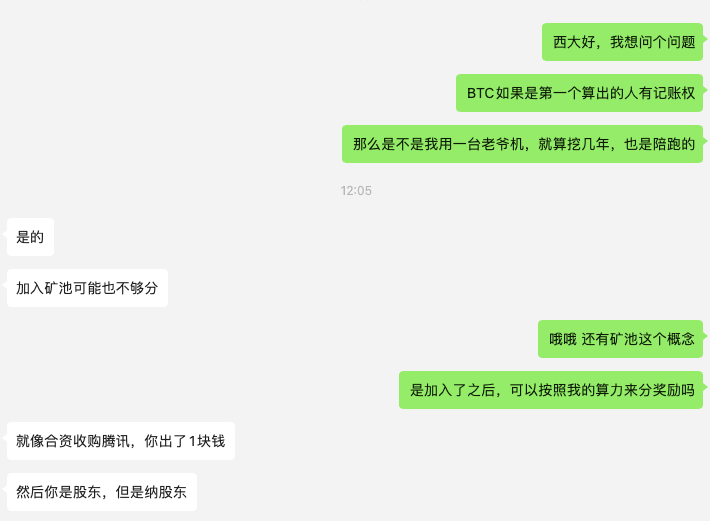 西大好，我想问个问题
BTC如果是第一个算出的人有记账权
那么是不是我用一台老爷机，就算挖几年，也是陪跑的
12:05
是的
加入矿池可能也不够分
哦哦 还有矿池这个概念
是加入了之后，可以按照我的算力来分奖励吗
就像合资收购腾讯，你出了1块钱
然后你是股东，但是纳股东